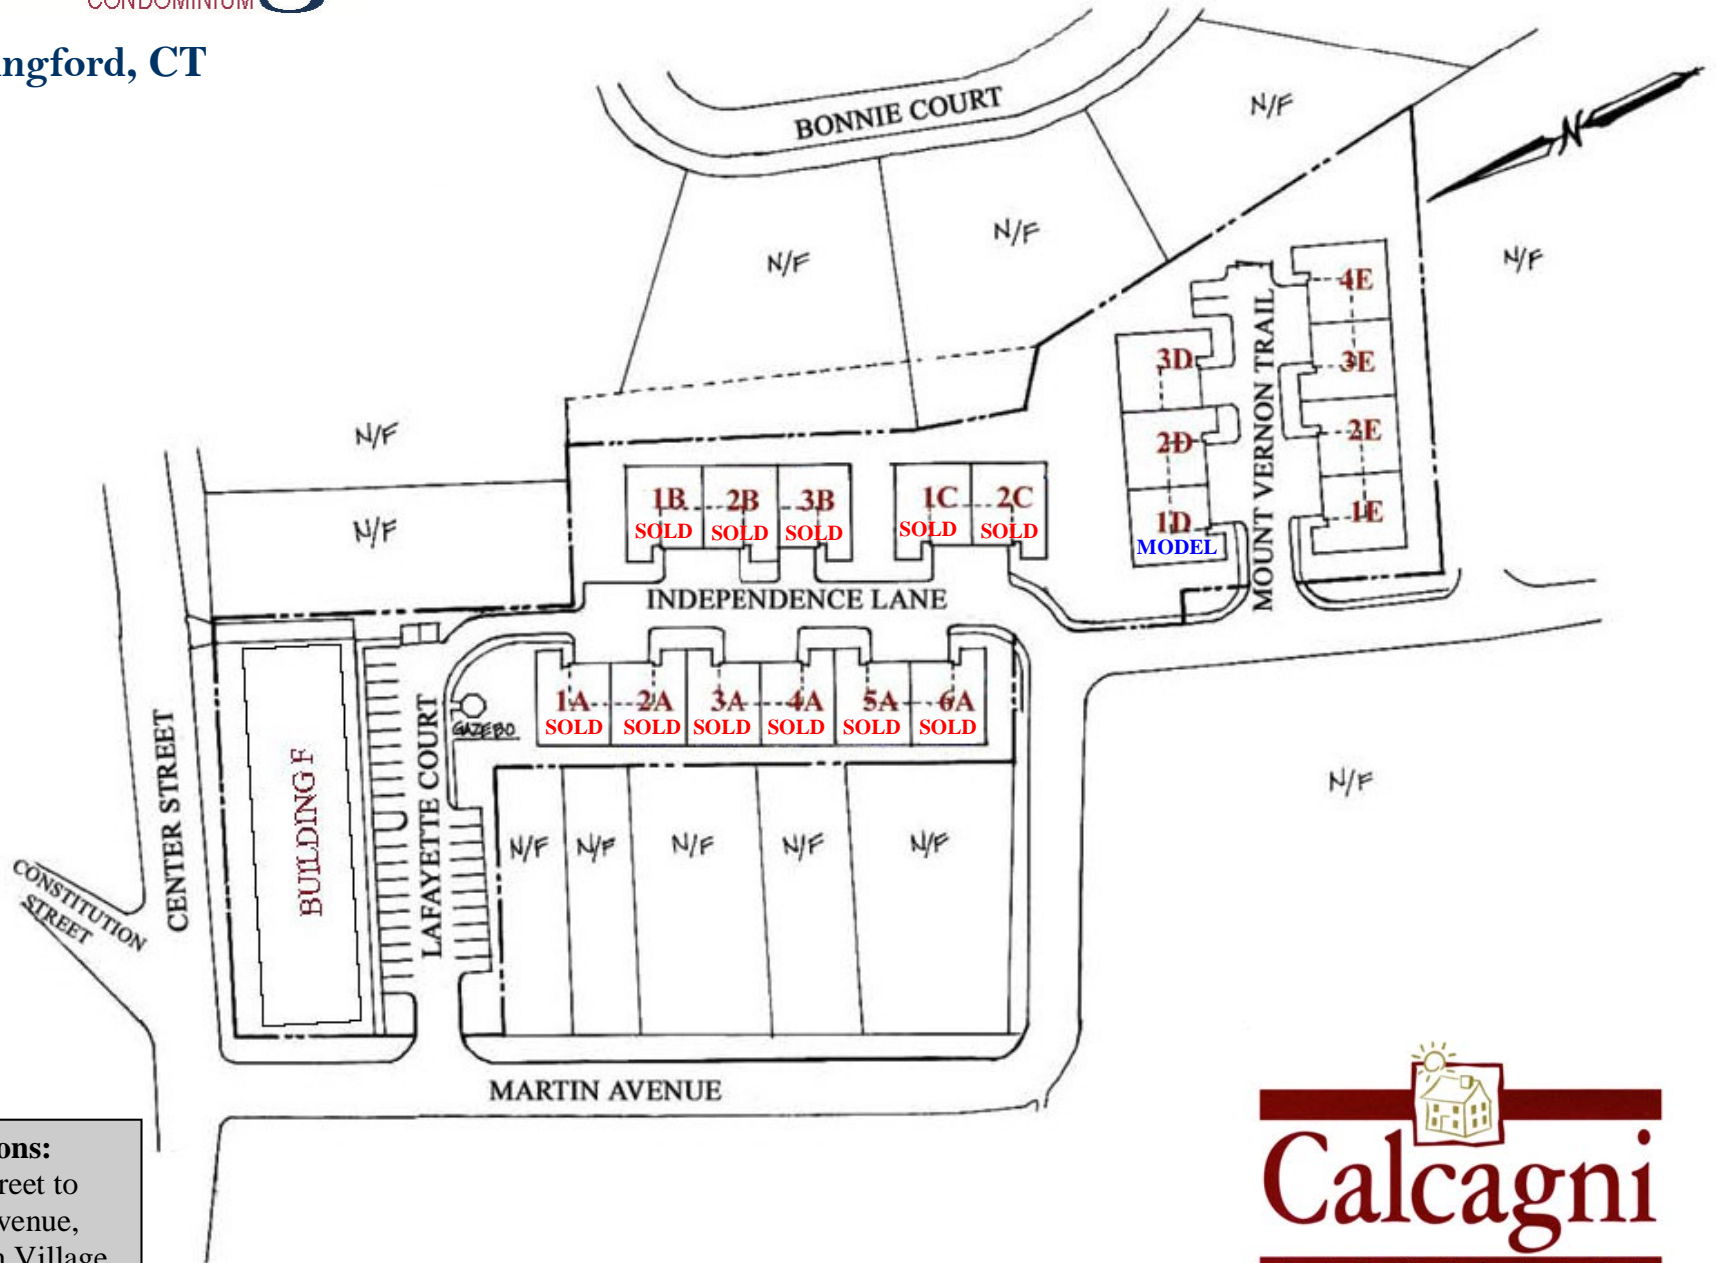 CONDOMINIUM
ngford, CT
BONNIE COURT
N/F
N
N/F
N/F
N/F
4E
3D
3E
MOUNT VERNON TRAIL
2D
2E
1D
MODEL
1E
N/F
N/F
1B
SOLD
2B
SOLD
3B
SOLD
1C
SOLD
2C
SOLD
INDEPENDENCE LANE
1A
SOLD
2A
SOLD
3A
SOLD
4A
SOLD
5A
SOLD
6A
SOLD
GAZEBO
CENTER STREET
BUILDING F
LAFAYETTE COURT
N/F
N/F
N/F
N/F
N/F
N/F
CONSTITUTION
STREET
MARTIN AVENUE
ons:
reet to
venue,
Village
Calcagni